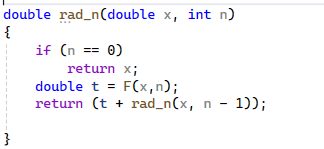 double rad_n(double x, int n)
{
if (n == 0)
return x;
double t = F(x,n);
return (t + rad_n(x, n - 1));
}